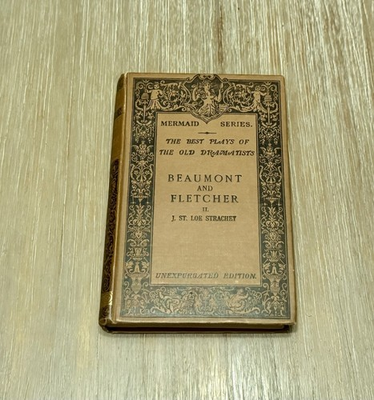 MERMAID SERIES.
THE BEST PLAYS OF
THE OLD DRAMATISTS
BEAUMONT
AND
FLETCHER
II.
J. ST. LOE STRACHEY
UNEXPURGATED EDITION.